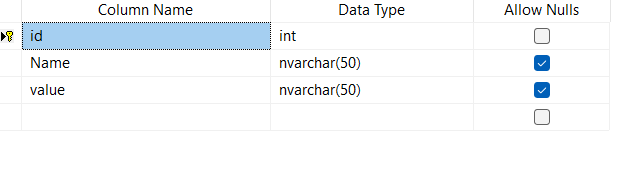 Column Name Data Type Allow Nulls
id int
Name nvarchar(50)
value nvarchar(50)